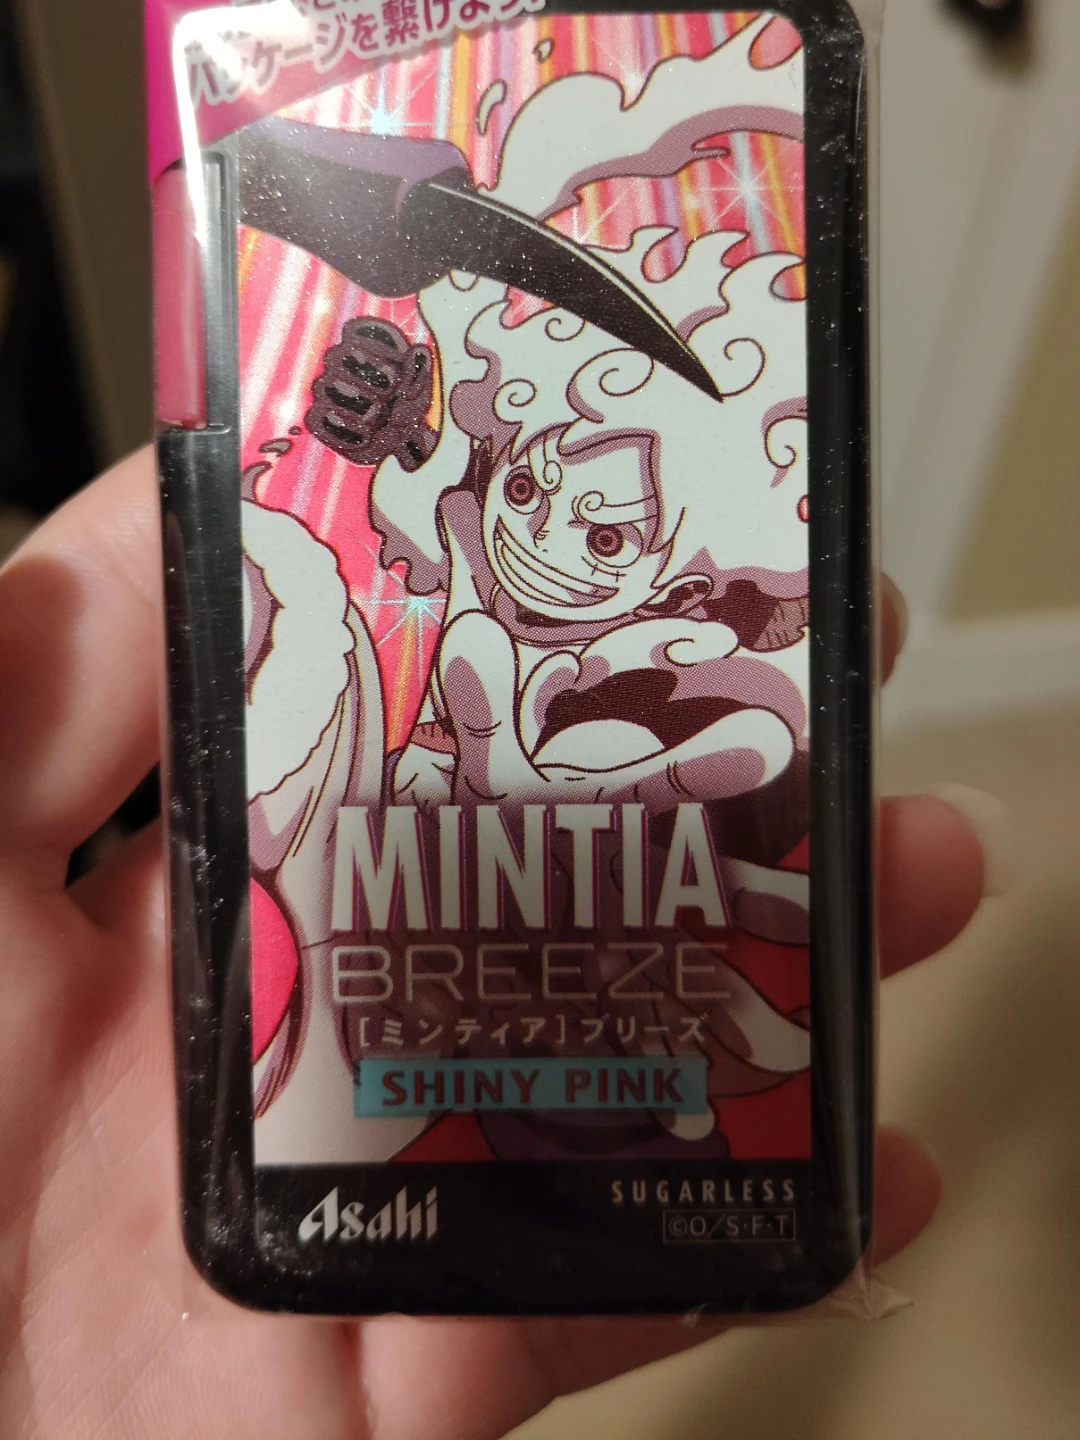 パッケージを繋げよう!
MINTIA
BREEZE
[ミンティア]ブリーズ
SHINY PINK
Asahi
SUGARLESS
©O/S・F・T